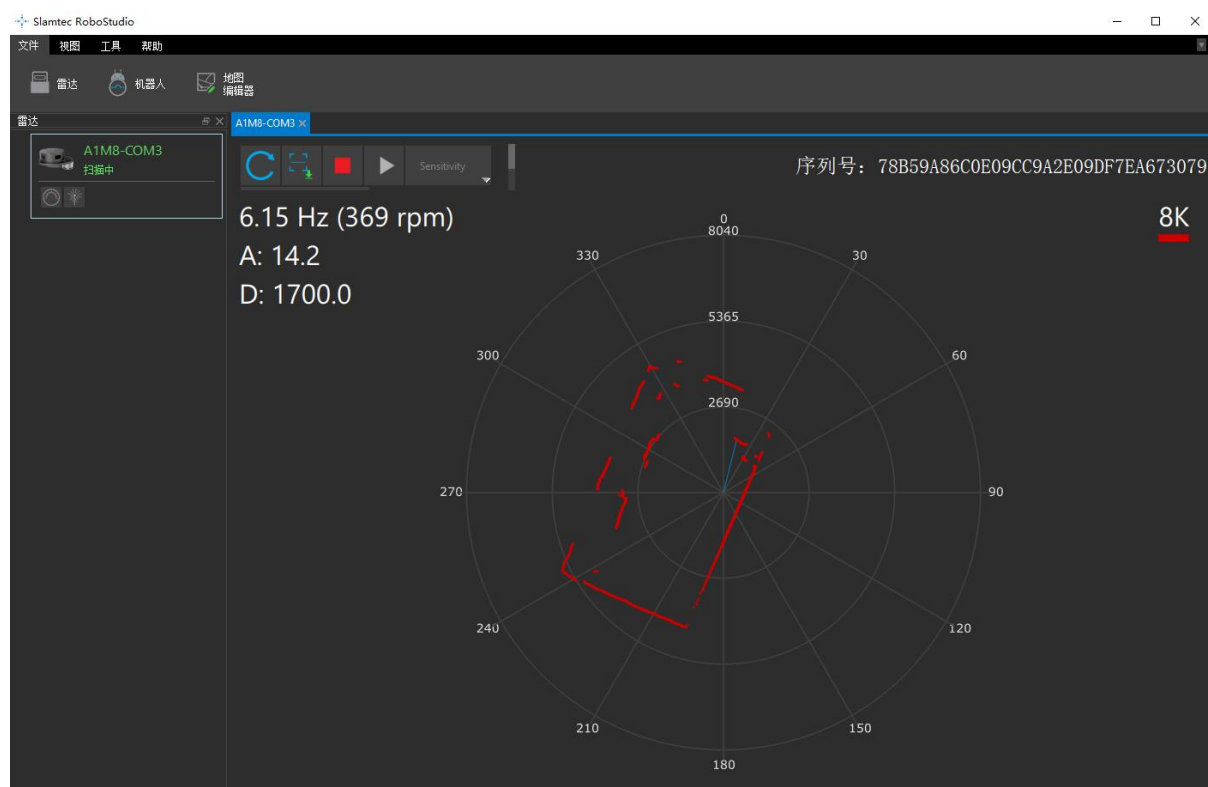 Slamtec RoboStudio
文件 视图 工具 帮助
雷达 机器人 地图
编辑器
雷达
A1M8-COM3
A1M8-COM3
扫描中
Sensitivity
序列号: 78B59A86C0E09CC9A2E09DF7EA673079
6.15 Hz (369 rpm)
A: 14.2
D: 1700.0
8K
0
8040
330
30
5365
300
60
2690
270
90
240
120
210
150
180